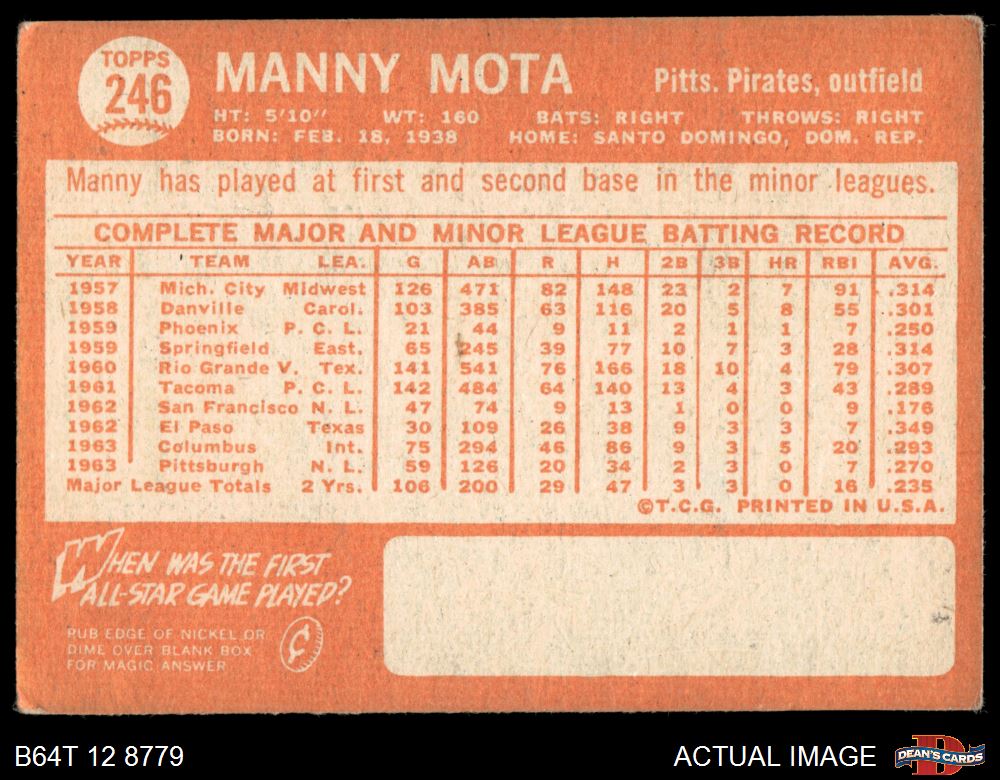 TOPPS
246
MANNY MOTA
Pitts. Pirates, outfield
HT: 5'10" WT: 160 BATS: RIGHT THROWS: RIGHT
BORN: FEB. 18, 1938 HOME: SANTO DOMINGO, DOM. REP.
Manny has played at first and second base in the minor leagues.
COMPLETE MAJOR AND MINOR LEAGUE BATTING RECORD
YEAR TEAM LEA. G AB R H 2B 3B HR RBI AVG.
1957 Mich. City Midwest 126 471 82 148 23 2 7 91 .314
1958 Danville Carol. 103 385 63 116 20 5 8 55 .301
1959 Phoenix P. C. L. 21 44 9 11 2 1 1 7 .250
1959 Springfield East. 65 245 39 77 10 7 3 28 .314
1960 Rio Grande V. Tex. 141 541 76 166 18 10 4 79 .307
1961 Tacoma P. C. L. 142 484 64 140 13 4 3 43 .289
1962 San Francisco N. L. 47 74 9 13 1 0 0 9 .176
1962 El Paso Texas 30 109 26 38 9 3 3 7 .349
1963 Columbus Int. 75 294 46 86 9 3 5 20 .293
1963 Pittsburgh N. L. 59 126 20 34 2 3 0 7 .270
Major League Totals 2 Yrs. 106 200 29 47 3 3 0 16 .235
©T.C.G. PRINTED IN U.S.A.
WHEN WAS THE FIRST
ALL-STAR GAME PLAYED?
RUB EDGE OF NICKEL OR
DIME OVER BLANK BOX
FOR MAGIC ANSWER
¢
B64T 12 8779
ACTUAL IMAGE
D
DEAN'S CARDS